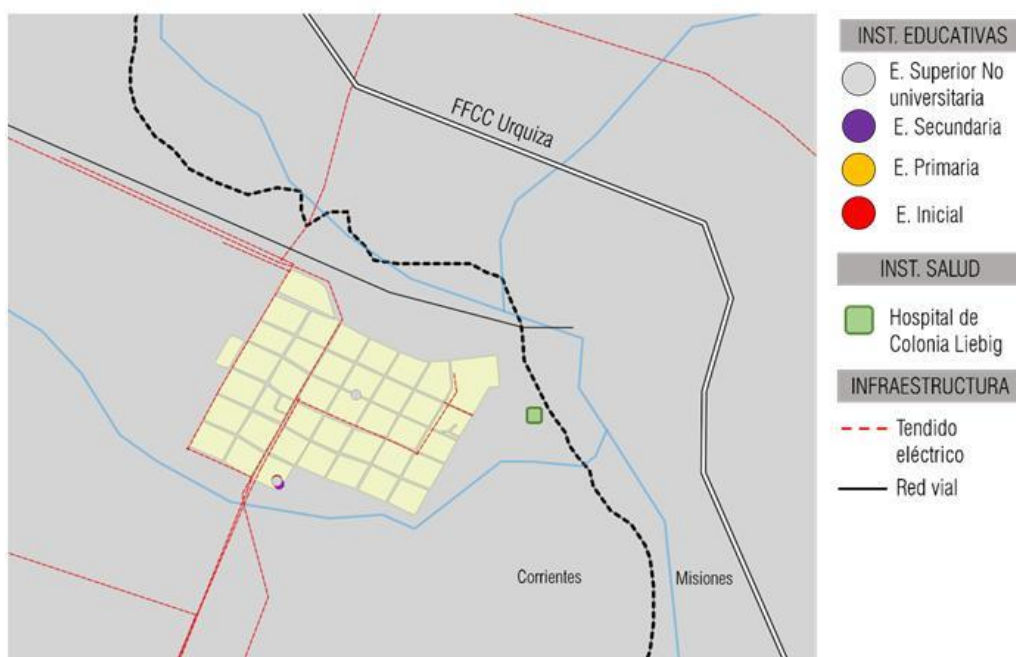 FFCC Urquiza
Corrientes
Misiones
INST. EDUCATIVAS
E. Superior No
universitaria
E. Secundaria
E. Primaria
E. Inicial
INST. SALUD
Hospital de
Colonia Liebig
INFRAESTRUCTURA
Tendido
eléctrico
Red vial